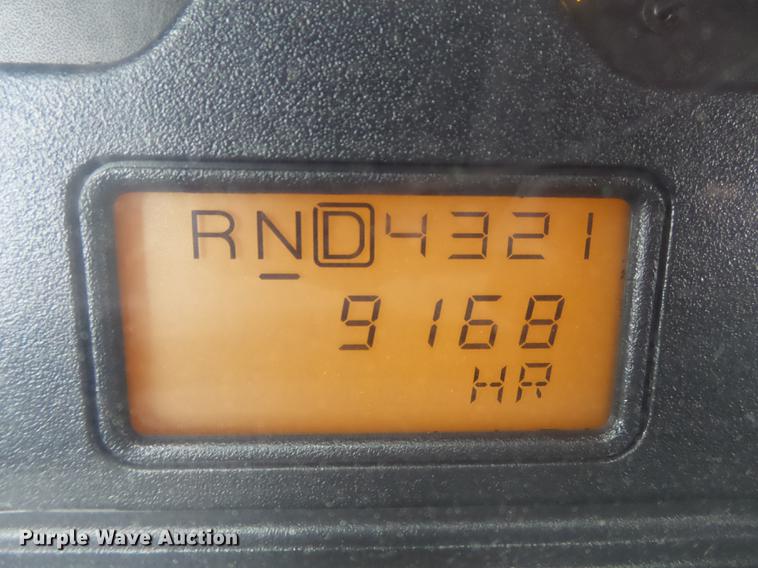 RND4321
9168
HR
Purple Wave Auction